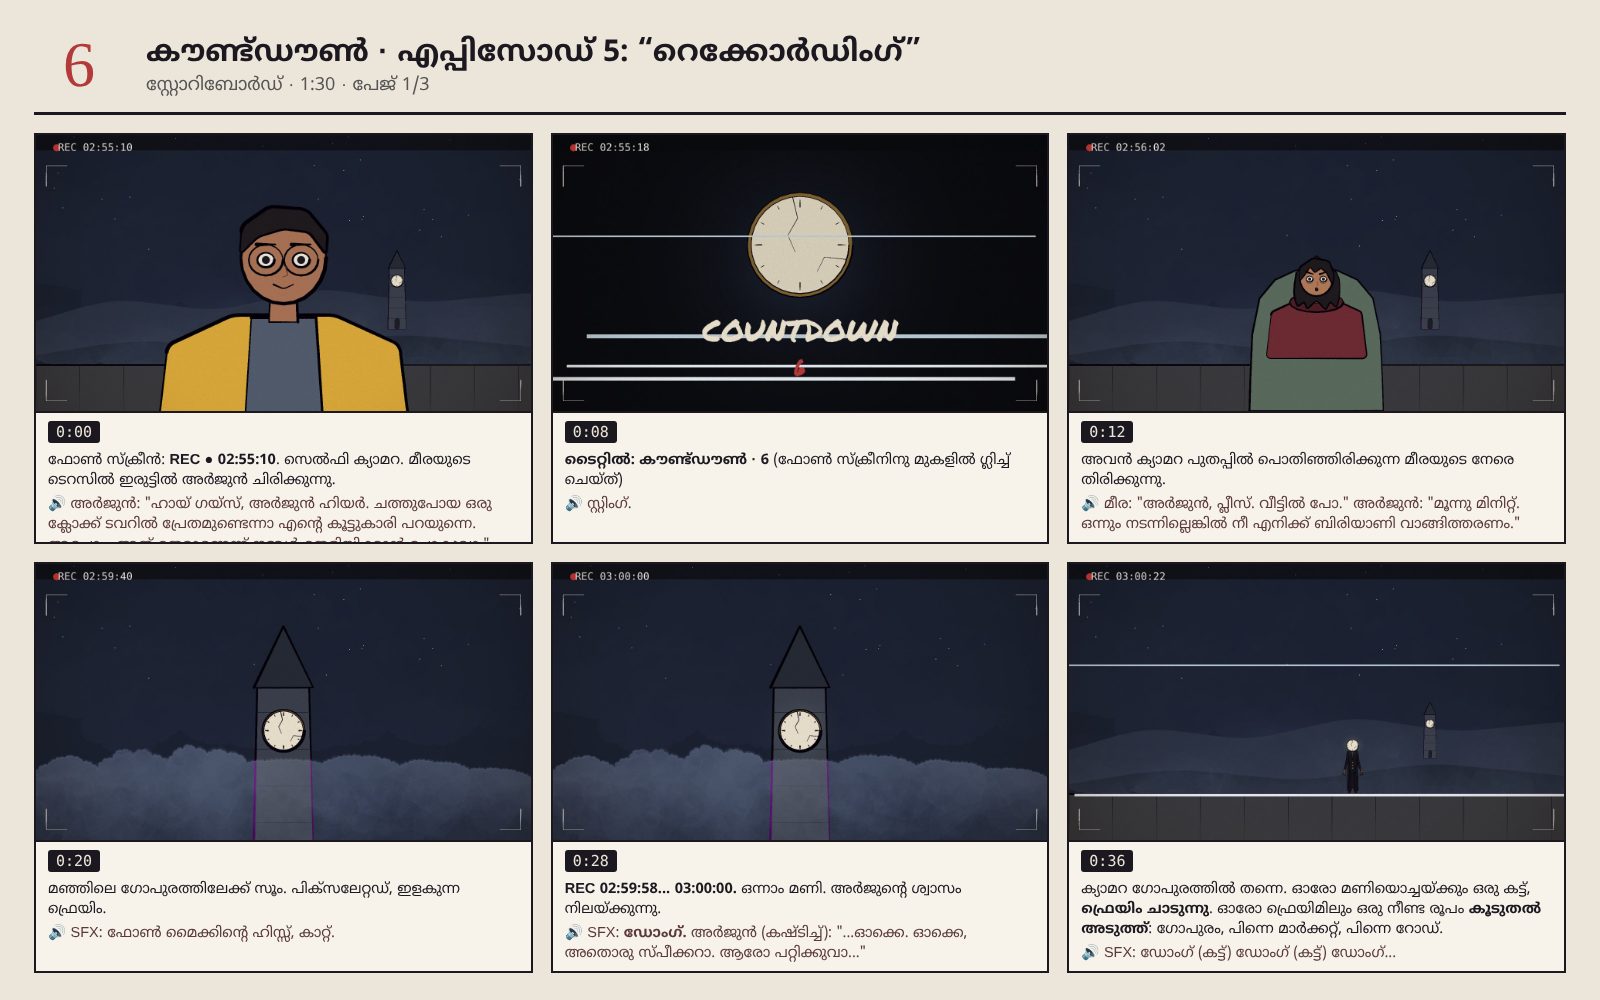 6
കൗണ്ട്ഡൗൺ · എപ്പിസോഡ് 5: “റെക്കോർഡിംഗ്”
സ്റ്റോറിബോർഡ് · 1:30 · പേജ് 1/3
REC 02:55:10
0:00
ഫോൺ സ്ക്രീൻ: REC ● 02:55:10. സെൽഫി ക്യാമറ. മീരയുടെ
ടെറസിൽ ഇരുട്ടിൽ അർജുൻ ചിരിക്കുന്നു.
🔊 അർജുൻ: "ഹായ് ഗയ്സ്, അർജുൻ ഹിയർ. ചത്തുപോയ ഒരു
ക്ലോക്ക് ടവറിൽ പ്രേതമുണ്ടെന്നാ എന്റെ കൂട്ടുകാരി പറയുന്നെ.
REC 02:55:18
COUNTDOWN
6
0:08
ടൈറ്റിൽ: കൗണ്ട്ഡൗൺ · 6 (ഫോൺ സ്ക്രീനിനു മുകളിൽ ഗ്ലിച്ച്
ചെയ്ത്)
🔊 സ്റ്റിംഗ്.
REC 02:56:02
0:12
അവൻ ക്യാമറ പുതപ്പിൽ പൊതിഞ്ഞിരിക്കുന്ന മീരയുടെ നേരെ
തിരിക്കുന്നു.
🔊 മീര: "അർജുൻ, പ്ലീസ്. വീട്ടിൽ പോ." അർജുൻ: "മൂന്നു മിനിറ്റ്.
ഒന്നും നടന്നില്ലെങ്കിൽ നീ എനിക്ക് ബിരിയാണി വാങ്ങിത്തരണം."
REC 02:59:40
0:20
മഞ്ഞിലെ ഗോപുരത്തിലേക്ക് സൂം. പിക്സലേറ്റഡ്, ഇളകുന്ന
ഫ്രെയിം.
🔊 SFX: ഫോൺ മൈക്കിന്റെ ഹിസ്സ്, കാറ്റ്.
REC 03:00:00
0:28
REC 02:59:58... 03:00:00. ഒന്നാം മണി. അർജുന്റെ ശ്വാസം
നിലയ്ക്കുന്നു.
🔊 SFX: ഡോംഗ്. അർജുൻ (കഷ്ടിച്ച്): "...ഓക്കെ. ഓക്കെ,
അതൊരു സ്പീക്കറാ. ആരോ പറ്റിക്കുവാ..."
REC 03:00:22
0:36
ക്യാമറ ഗോപുരത്തിൽ തന്നെ. ഓരോ മണിയൊച്ചയ്ക്കും ഒരു കട്ട്,
ഫ്രെയിം ചാടുന്നു. ഓരോ ഫ്രെയിമിലും ഒരു നീണ്ട രൂപം കൂടുതൽ
അടുത്ത്: ഗോപുരം, പിന്നെ മാർക്കറ്റ്, പിന്നെ റോഡ്.
🔊 SFX: ഡോംഗ് (കട്ട്) ഡോംഗ് (കട്ട്) ഡോംഗ്...